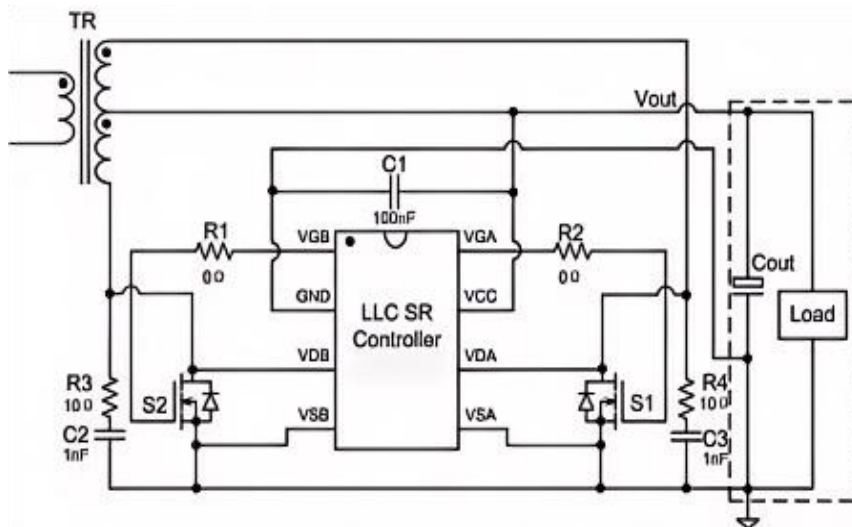 TR
Vout
C1
100nF
R1
0Ω
VGB
VGA
R2
0Ω
Cout
GND
VCC
LLC SR
Controller
Load
VDB
VDA
R3
10Ω
S2
S1
R4
10Ω
C2
1nF
VSB
VSA
C3
1nF